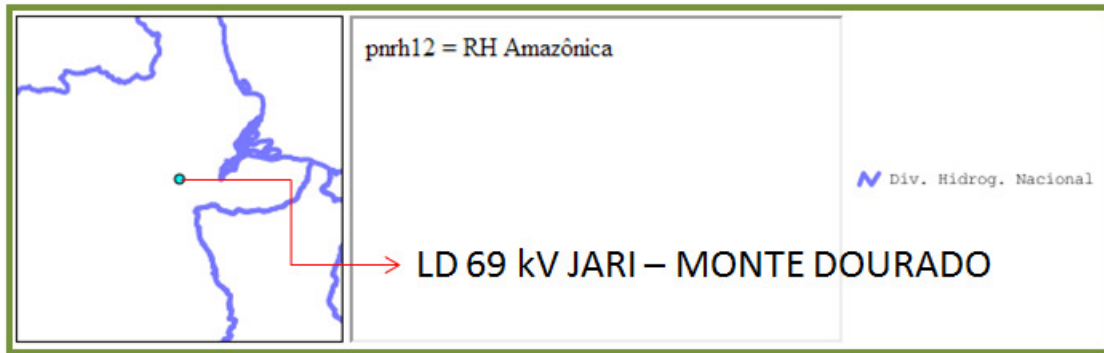 pnrh12 = RH Amazônica
Div. Hidrog. Nacional
LD 69 kV JARI – MONTE DOURADO